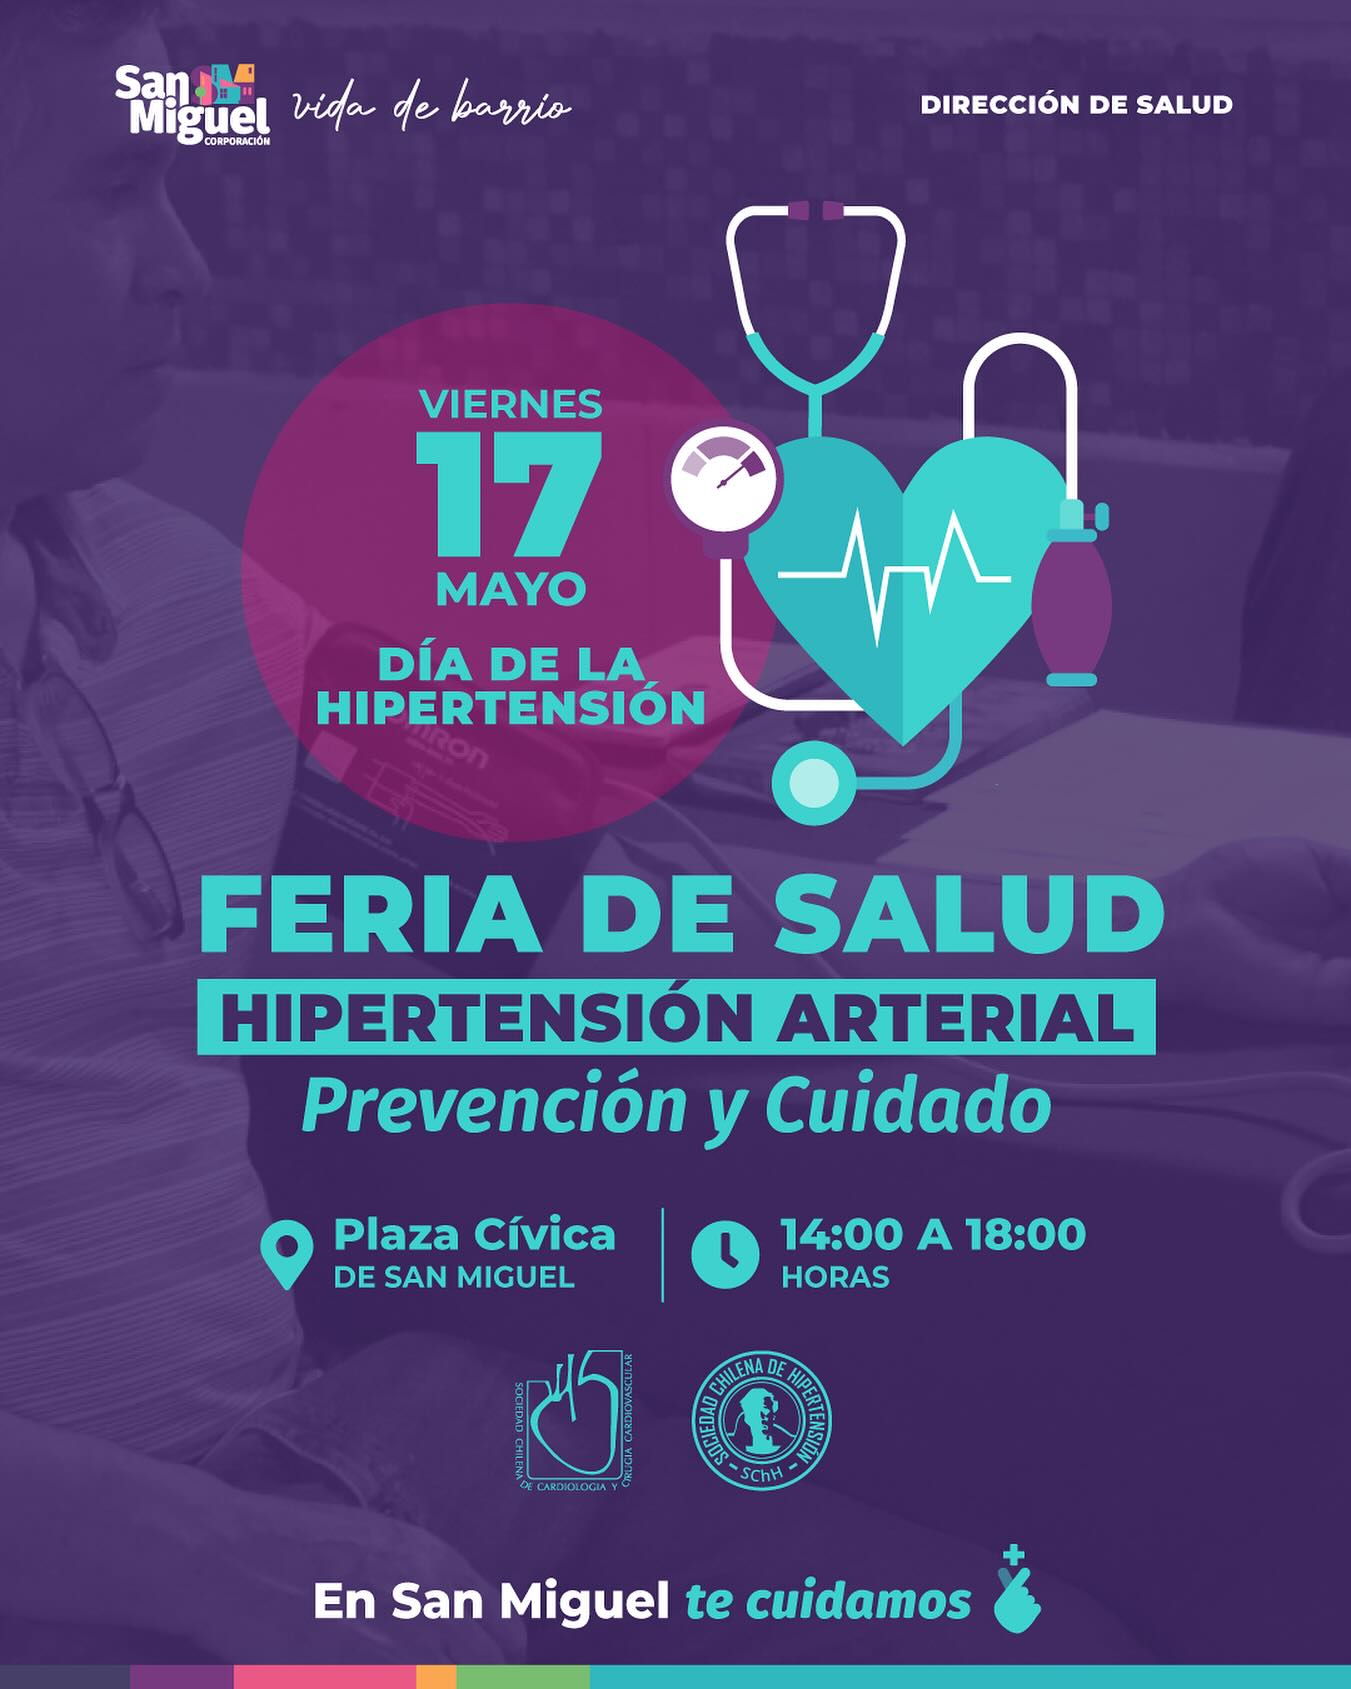 San
Miguel
CORPORACIÓN
vida de barrio
DIRECCIÓN DE SALUD
VIERNES
17
MAYO
DÍA DE LA
HIPERTENSIÓN
FERIA DE SALUD
HIPERTENSIÓN ARTERIAL
Prevención y Cuidado
Plaza Cívica
DE SAN MIGUEL
14:00 A 18:00
HORAS
SOCIEDAD CHILENA
DE CARDIOLOGIA Y
CIRUGIA CARDIOVASCULAR
SOCIEDAD CHILENA DE HIPERTENSIÓN
- SChH -
En San Miguel te cuidamos